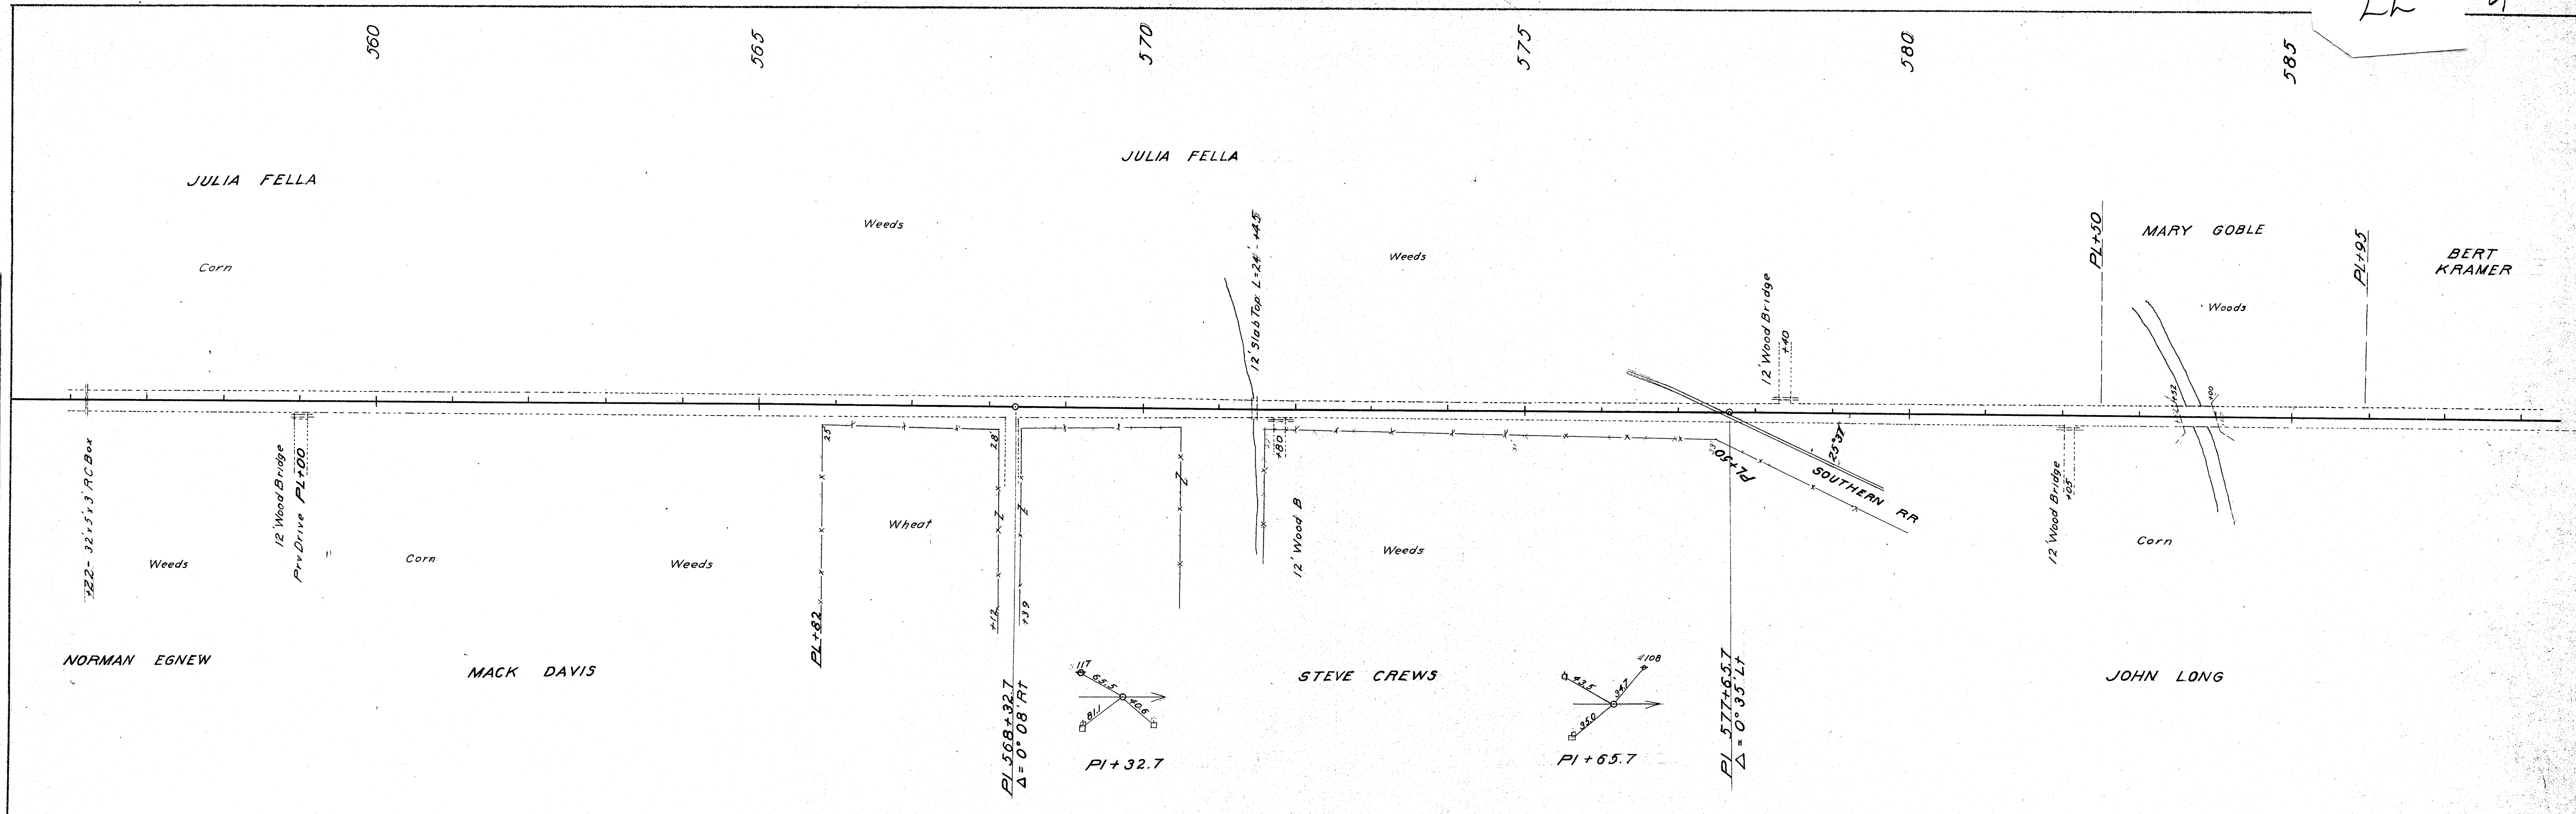 560
565
570
575
580
585
JULIA FELLA
JULIA FELLA
Corn
Weeds
12' Slab Top L=24' - +45
Weeds
12' Wood Bridge
+40
PL+50
MARY GOBLE
Woods
PL+95
BERT
KRAMER
+52
+00
+22 - 32' x 5' x 3' RC Box
12' Wood Bridge
Prv Drive PL+00
25'
28'
+80
12' Wood B
PL+50
25°37'
SOUTHERN RR
12' Wood Bridge
+05
Weeds
Corn
Weeds
Wheat
Weeds
Corn
PL+82
+12
+39
NORMAN EGNEW
MACK DAVIS
STEVE CREWS
JOHN LONG
PI 568+32.7
Δ = 0° 08' Rt
117
65.5
81.1
40.6
PI + 32.7
#108
43.5
34.7
35.0
PI + 65.7
PI 577+65.7
Δ = 0° 35' Lt